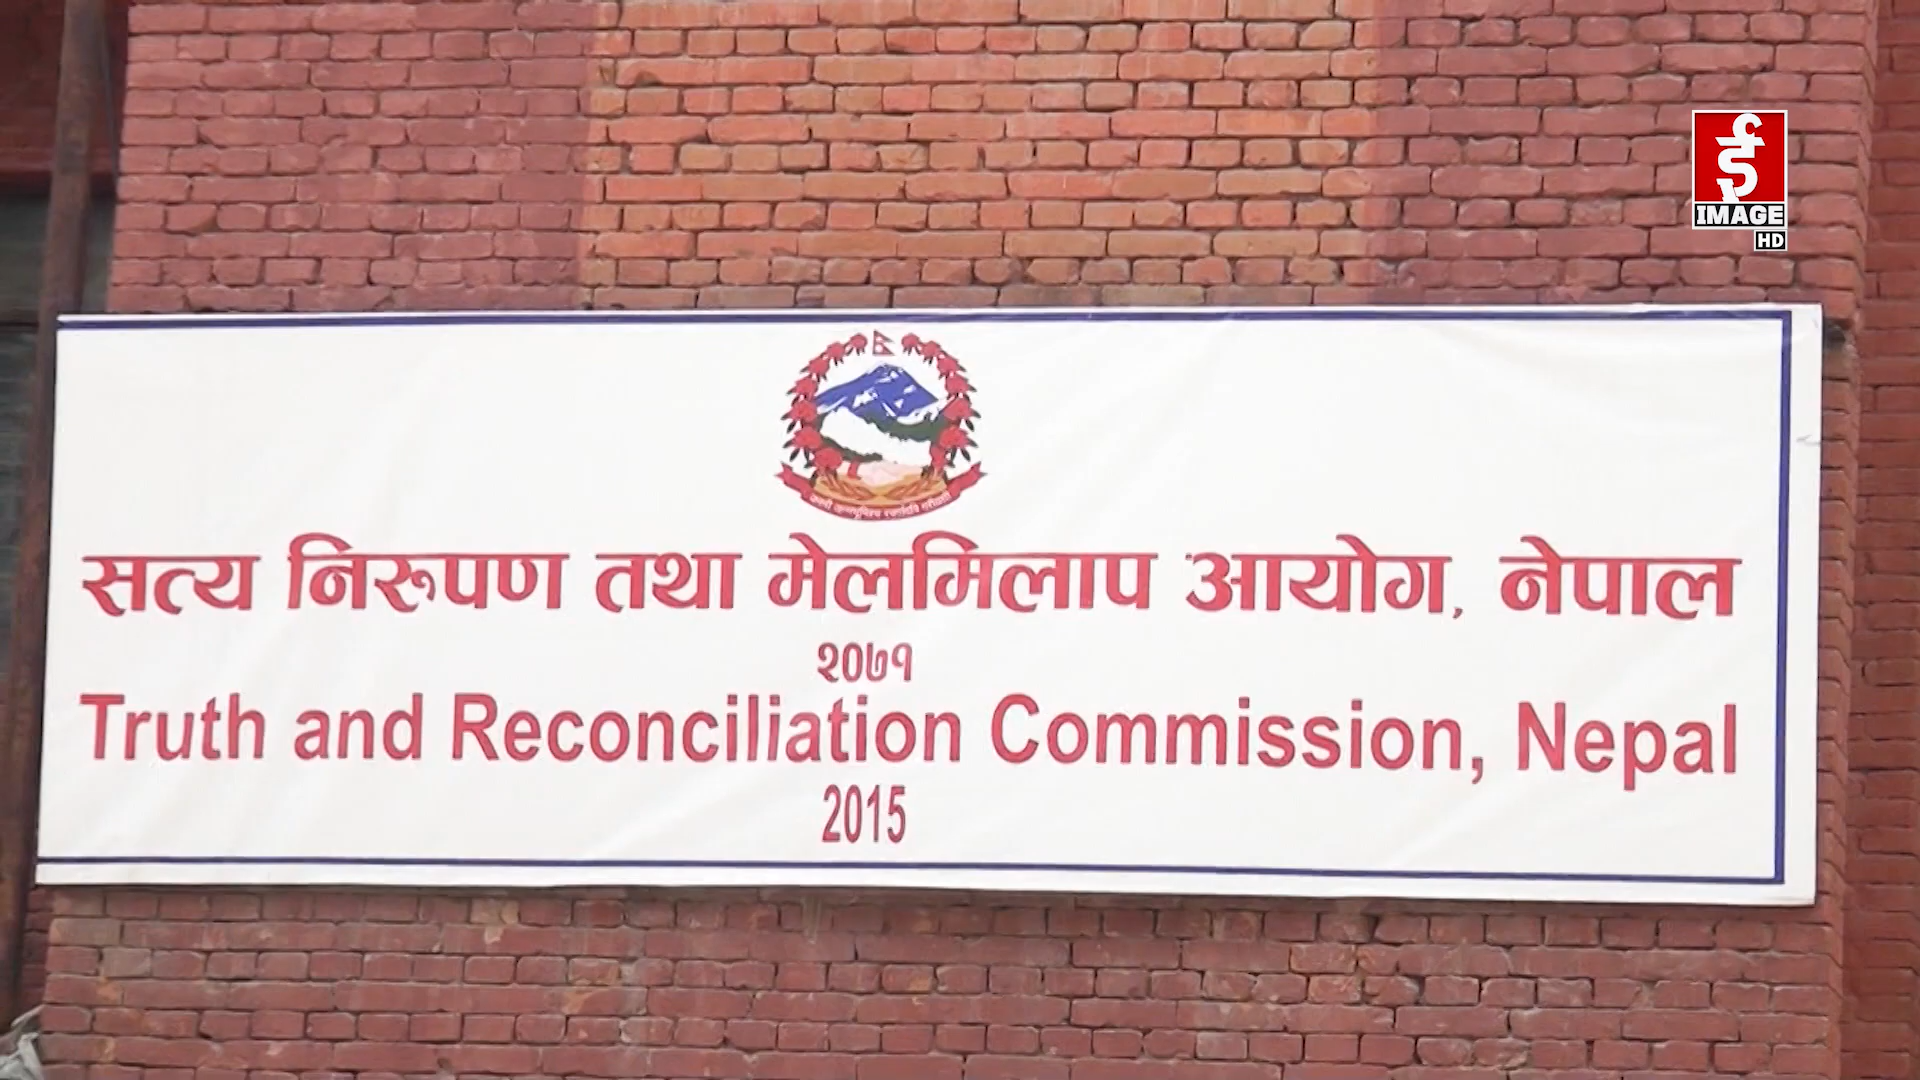 IMAGE
HD
सत्य निरुपण तथा मेलमिलाप आयोग, नेपाल
२०७१
Truth and Reconciliation Commission, Nepal
2015